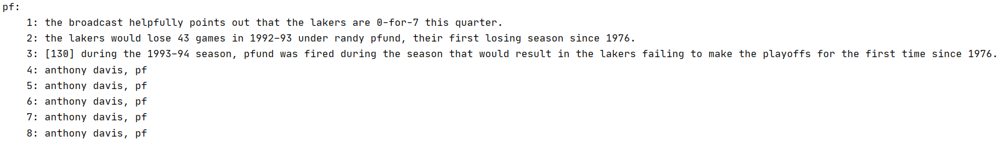 pf:
1: the broadcast helpfully points out that the lakers are 0-for-7 this quarter.
2: the lakers would lose 43 games in 1992-93 under randy pfund, their first losing season since 1976.
3: [130] during the 1993-94 season, pfund was fired during the season that would result in the lakers failing to make the playoffs for the first time since 1976.
4: anthony davis, pf
5: anthony davis, pf
6: anthony davis, pf
7: anthony davis, pf
8: anthony davis, pf